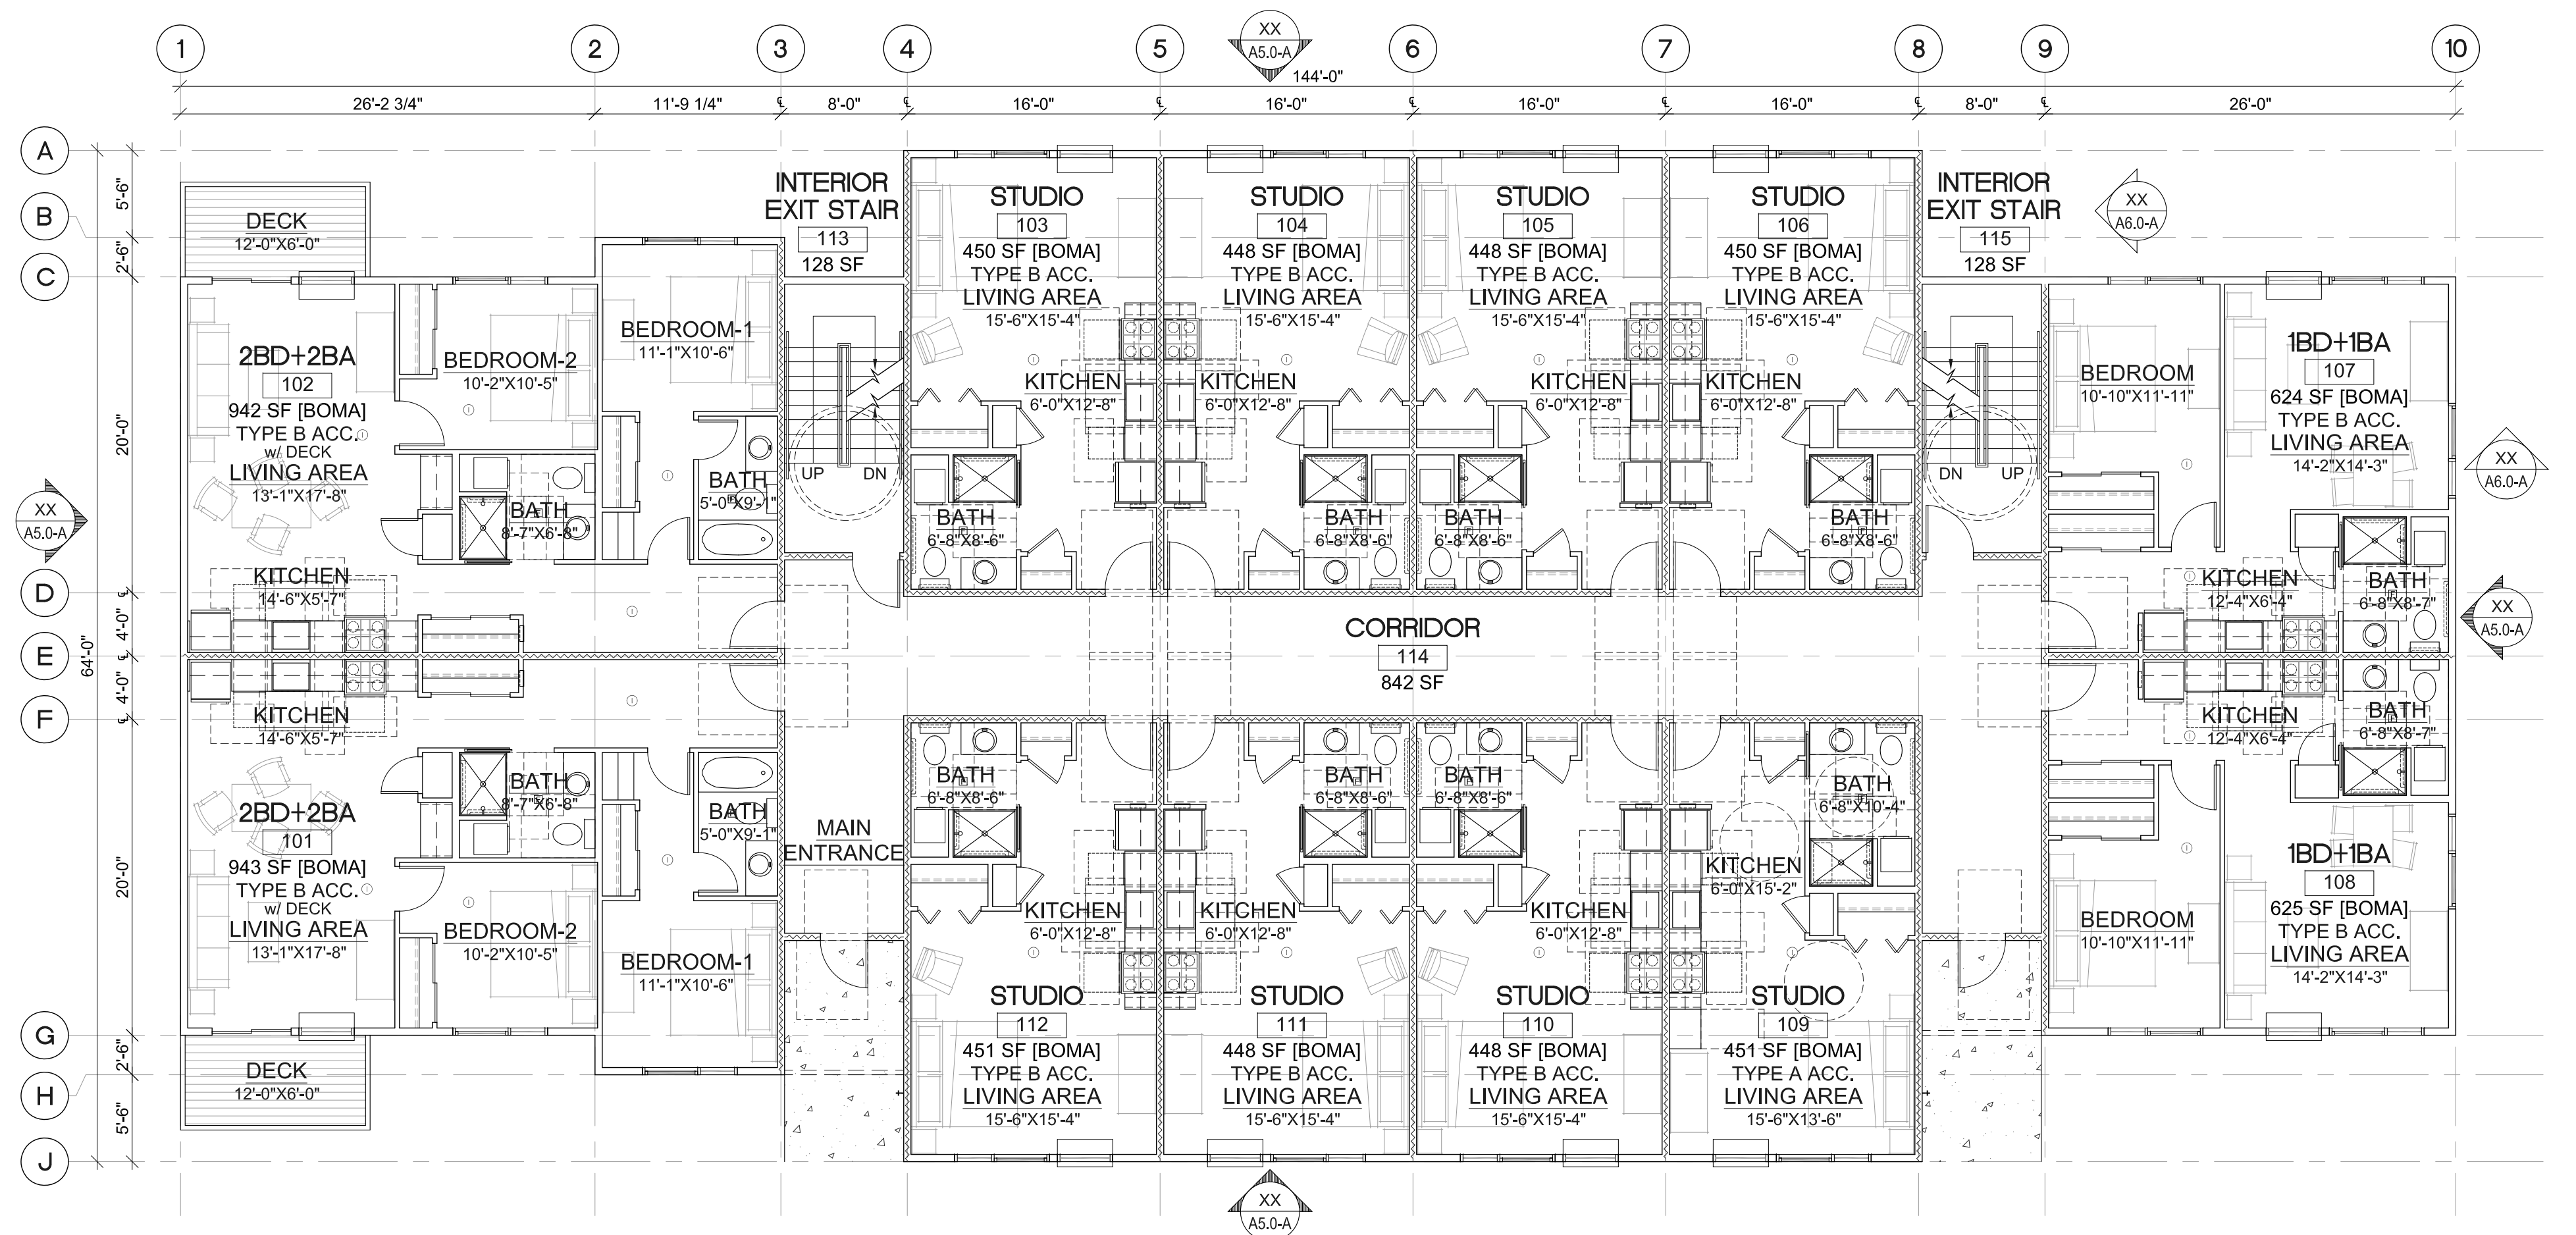 1
2
3
4
5
6
7
8
9
10
XX
A5.0-A
144'-0"
26'-2 3/4"
11'-9 1/4"
8'-0"
16'-0"
16'-0"
16'-0"
16'-0"
8'-0"
26'-0"
A
B
C
D
E
F
G
H
J
5'-6"
2'-6"
20'-0"
4'-0"
4'-0"
20'-0"
2'-6"
5'-6"
64'-0"
XX
A5.0-A
DECK
12'-0"X6'-0"
2BD+2BA
102
942 SF [BOMA]
TYPE B ACC.
w/ DECK
LIVING AREA
13'-1"X17'-8"
BEDROOM-2
10'-2"X10'-5"
BEDROOM-1
11'-1"X10'-6"
BATH
8'-7"X6'-8"
BATH
5'-0"X9'-1"
KITCHEN
14'-6"X5'-7"
INTERIOR
EXIT STAIR
113
128 SF
UP
DN
STUDIO
103
450 SF [BOMA]
TYPE B ACC.
LIVING AREA
15'-6"X15'-4"
KITCHEN
6'-0"X12'-8"
BATH
6'-8"X8'-6"
STUDIO
104
448 SF [BOMA]
TYPE B ACC.
LIVING AREA
15'-6"X15'-4"
KITCHEN
6'-0"X12'-8"
BATH
6'-8"X8'-6"
STUDIO
105
448 SF [BOMA]
TYPE B ACC.
LIVING AREA
15'-6"X15'-4"
KITCHEN
6'-0"X12'-8"
BATH
6'-8"X8'-6"
STUDIO
106
450 SF [BOMA]
TYPE B ACC.
LIVING AREA
15'-6"X15'-4"
KITCHEN
6'-0"X12'-8"
BATH
6'-8"X8'-6"
INTERIOR
EXIT STAIR
115
128 SF
DN
UP
XX
A6.0-A
BEDROOM
10'-10"X11'-11"
1BD+1BA
107
624 SF [BOMA]
TYPE B ACC.
LIVING AREA
14'-2"X14'-3"
KITCHEN
12'-4"X6'-4"
BATH
6'-8"X8'-7"
XX
A6.0-A
XX
A5.0-A
CORRIDOR
114
842 SF
KITCHEN
14'-6"X5'-7"
2BD+2BA
101
943 SF [BOMA]
TYPE B ACC.
w/ DECK
LIVING AREA
13'-1"X17'-8"
BATH
8'-7"X6'-8"
BATH
5'-0"X9'-1"
BEDROOM-2
10'-2"X10'-5"
BEDROOM-1
11'-1"X10'-6"
DECK
12'-0"X6'-0"
MAIN
ENTRANCE
BATH
6'-8"X8'-6"
KITCHEN
6'-0"X12'-8"
STUDIO
112
451 SF [BOMA]
TYPE B ACC.
LIVING AREA
15'-6"X15'-4"
BATH
6'-8"X8'-6"
KITCHEN
6'-0"X12'-8"
STUDIO
111
448 SF [BOMA]
TYPE B ACC.
LIVING AREA
15'-6"X15'-4"
BATH
6'-8"X8'-6"
KITCHEN
6'-0"X12'-8"
STUDIO
110
448 SF [BOMA]
TYPE B ACC.
LIVING AREA
15'-6"X15'-4"
BATH
6'-8"X10'-4"
KITCHEN
6'-0"X15'-2"
STUDIO
109
451 SF [BOMA]
TYPE A ACC.
LIVING AREA
15'-6"X13'-6"
KITCHEN
12'-4"X6'-4"
BATH
6'-8"X8'-7"
BEDROOM
10'-10"X11'-11"
1BD+1BA
108
625 SF [BOMA]
TYPE B ACC.
LIVING AREA
14'-2"X14'-3"
XX
A5.0-A